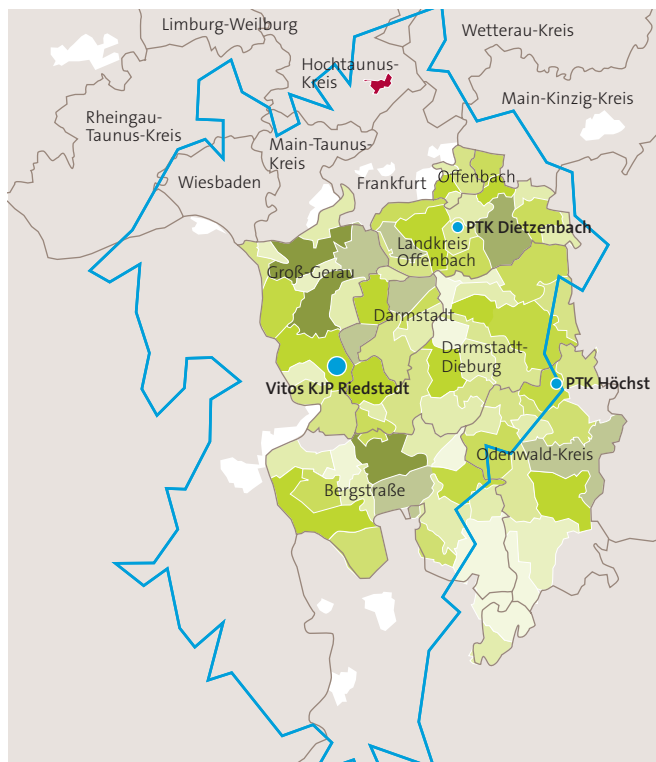 Limburg-Weilburg
Wetterau-Kreis
Hochtaunus-
Kreis
Main-Kinzig-Kreis
Rheingau-
Taunus-Kreis
Main-Taunus-
Kreis
Wiesbaden
Frankfurt
Offenbach
PTK Dietzenbach
Landkreis
Offenbach
Groß-Gerau
Darmstadt
Darmstadt-
Dieburg
Vitos KJP Riedstadt
PTK Höchst
Odenwald-Kreis
Bergstraße